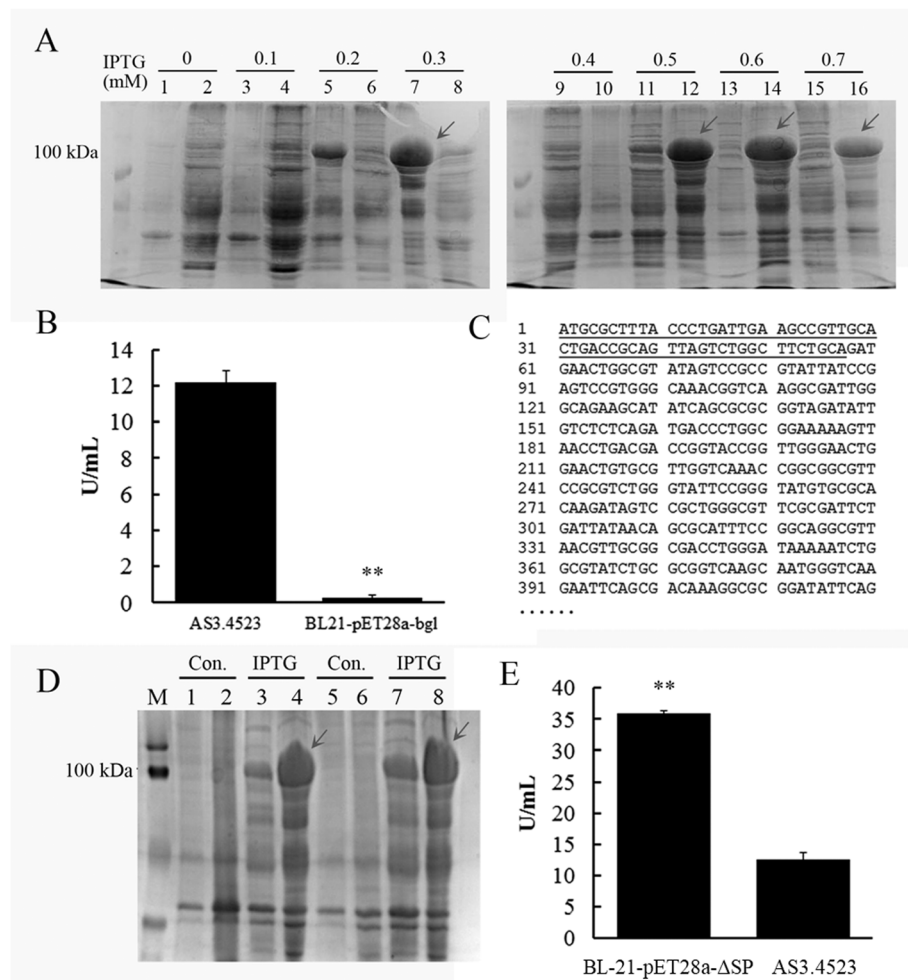 A
IPTG 0 0.1 0.2 0.3 0.4 0.5 0.6 0.7
(mM) 1 2 3 4 5 6 7 8 9 10 11 12 13 14 15 16
100 kDa
B
14
12
10
8
6
4
2
0
U/mL
**
AS3.4523 BL21-pET28a-bgl
C
1 ATGCGCTTTA CCCTGATTGA AGCCGTTGCA
31 CTGACCGCAG TTAGTCTGGC TTCTGCAGAT
61 GAACTGGCGT ATAGTCCGCC GTATTATCCG
91 AGTCCGTGGG CAAACGGTCA AGGCGATTGG
121 GCAGAAGCAT ATCAGCGCGC GGTAGATATT
151 GTCTCTCAGA TGACCCTGGC GGAAAAAGTT
181 AACCTGACGA CCGGTACCGG TTGGGAACTG
211 GAACTGTGCG TTGGTCAAAC CGGCGGCGTT
241 CCGCGTCTGG GTATTCCGGG TATGTGCGCA
271 CAAGATAGTC CGCTGGGCGT TCGCGATTCT
301 GATTATAACA GCGCATTTCC GGCAGGCGTT
331 AACGTTGCGG CGACCTGGGA TAAAAATCTG
361 GCGTATCTGC GCGGTCAAGC AATGGGTCAA
391 GAATTCAGCG ACAAAGGCGC GGATATTCAG
......
D
Con. IPTG Con. IPTG
M 1 2 3 4 5 6 7 8
100 kDa
E
40
35
30
25
20
15
10
5
0
U/mL
**
BL-21-pET28a-ΔSP AS3.4523